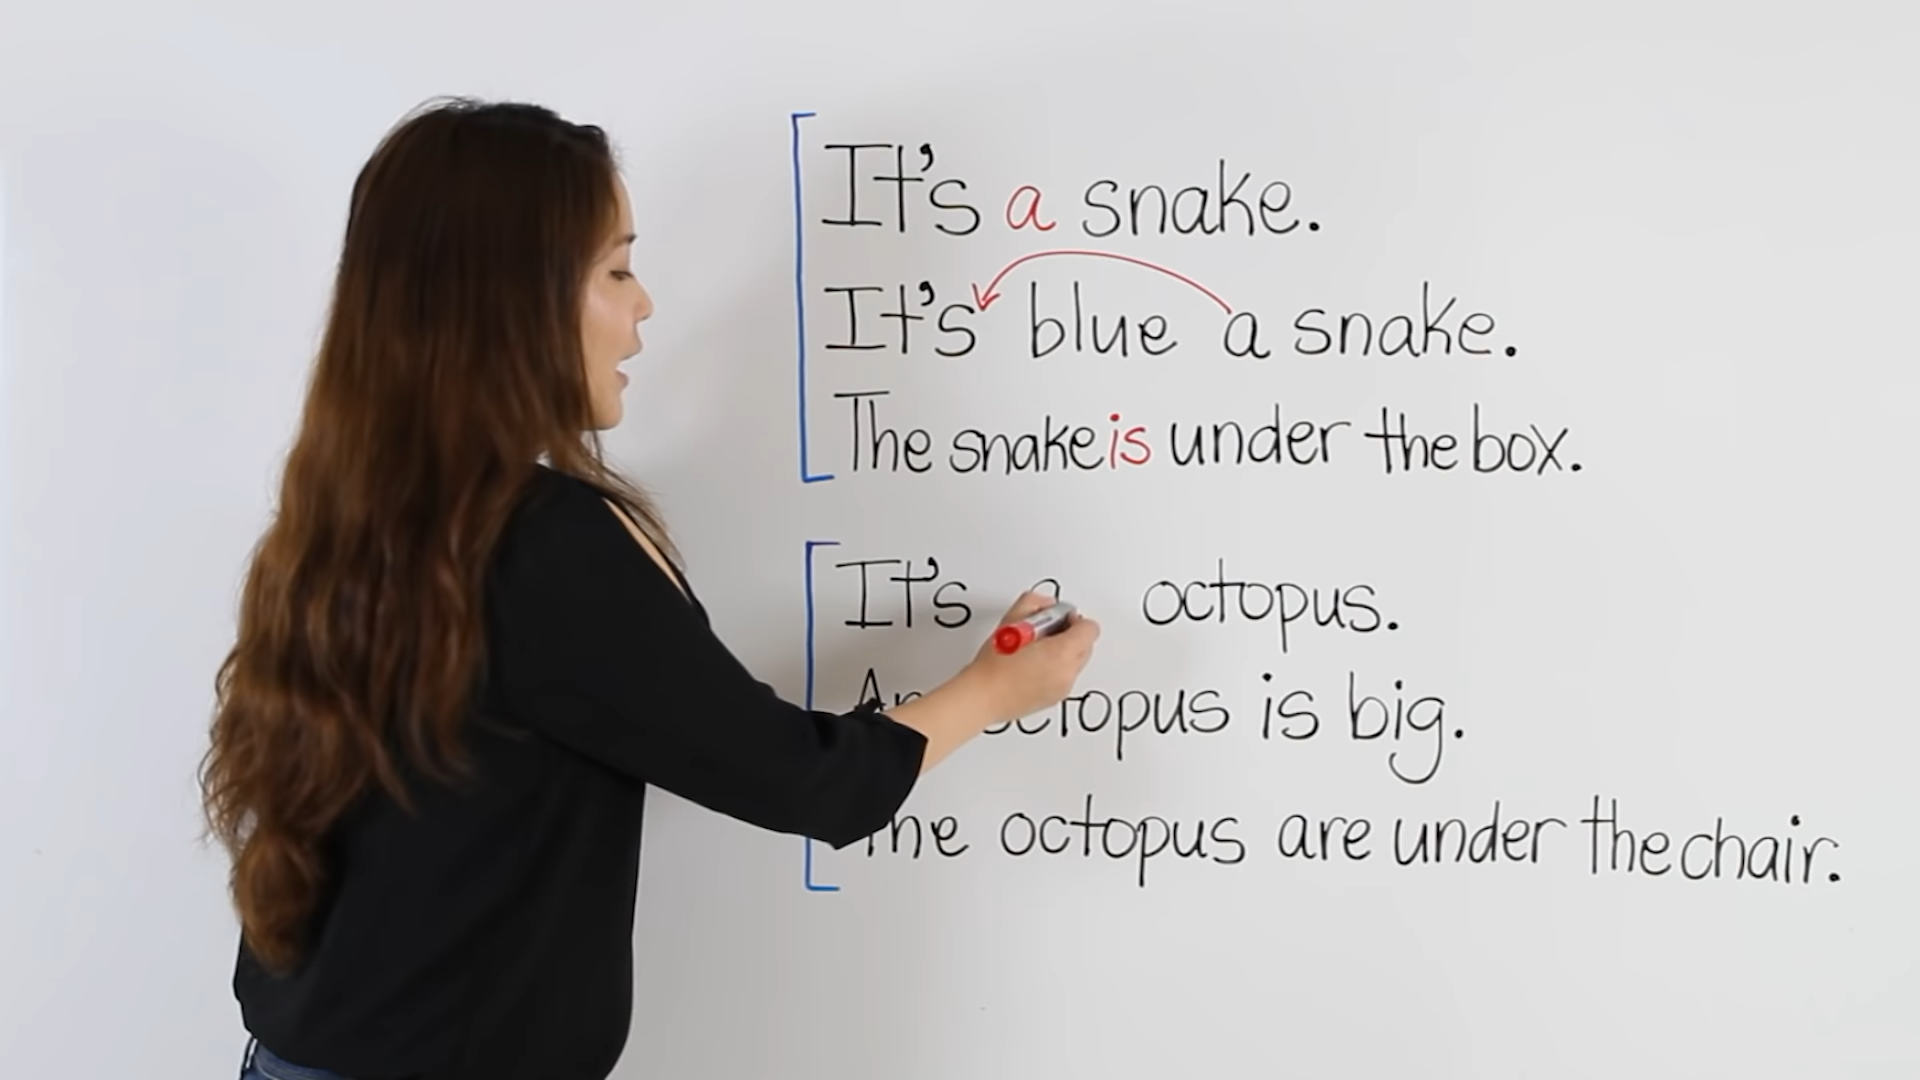 It's a snake.
It's blue a snake.
The snake is under the box.
It's octopus.
octopus is big.
The octopus are under the chair.